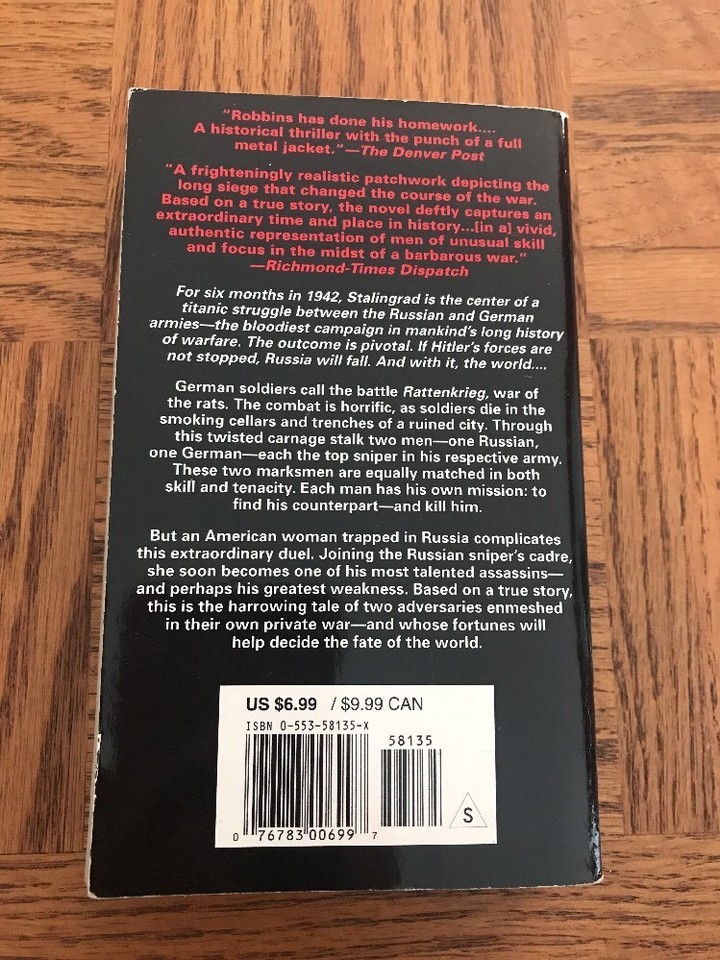 "Robbins has done his homework....
A historical thriller with the punch of a full
metal jacket."—The Denver Post
"A frighteningly realistic patchwork depicting the
long siege that changed the course of the war.
Based on a true story, the novel deftly captures an
extraordinary time and place in history...[in a] vivid,
authentic representation of men of unusual skill
and focus in the midst of a barbarous war."
—Richmond-Times Dispatch
For six months in 1942, Stalingrad is the center of a
titanic struggle between the Russian and German
armies—the bloodiest campaign in mankind's long history
of warfare. The outcome is pivotal. If Hitler's forces are
not stopped, Russia will fall. And with it, the world....
German soldiers call the battle Rattenkrieg, war of
the rats. The combat is horrific, as soldiers die in the
smoking cellars and trenches of a ruined city. Through
this twisted carnage stalk two men—one Russian,
one German—each the top sniper in his respective army.
These two marksmen are equally matched in both
skill and tenacity. Each man has his own mission: to
find his counterpart—and kill him.
But an American woman trapped in Russia complicates
this extraordinary duel. Joining the Russian sniper's cadre,
she soon becomes one of his most talented assassins—
and perhaps his greatest weakness. Based on a true story,
this is the harrowing tale of two adversaries enmeshed
in their own private war—and whose fortunes will
help decide the fate of the world.
US $6.99 / $9.99 CAN
ISBN 0-553-58135-X
58135
S
0 76783 00699 7